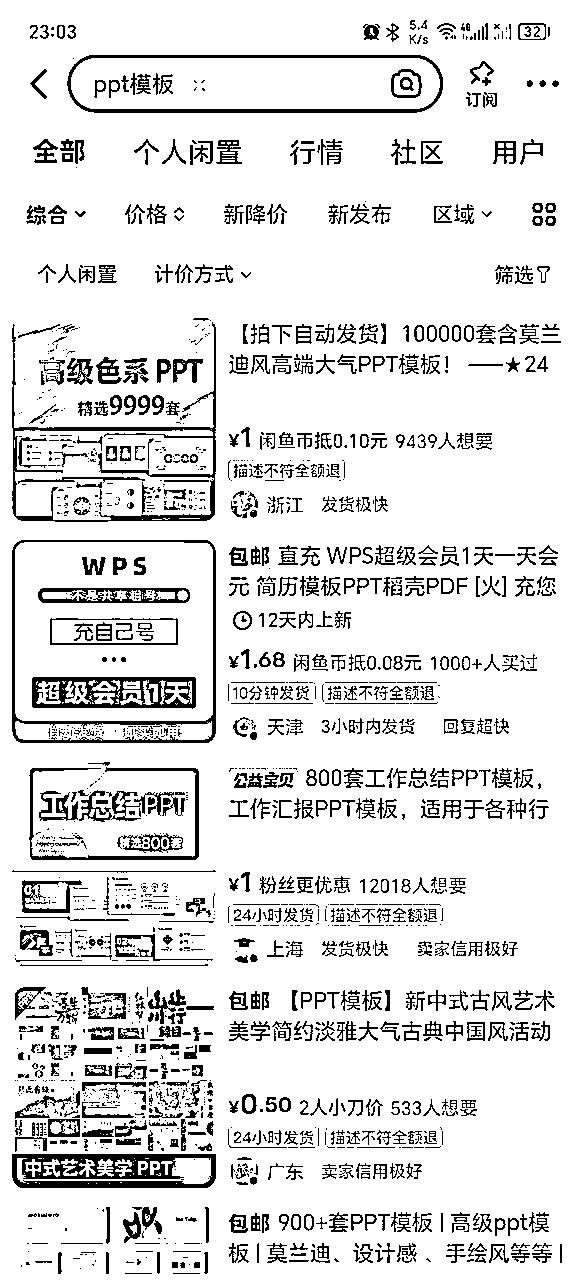 23:03
5.4 K/s
32
ppt模板
订阅
全部 个人闲置 行情 社区 用户
综合 价格 新降价 新发布 区域
个人闲置 计价方式 筛选
高级色系 PPT
精选9999套
【拍下自动发货】100000套含莫兰
迪风高端大气PPT模板！ ——★24
¥1 闲鱼币抵0.10元 9439人想要
描述不符全额退
浙江 发货极快
WPS
不是共享租号
充自己号
超级会员1天
包邮 直充 WPS超级会员1天一天会
元 简历模板PPT稻壳PDF [火] 充您
12天内上新
¥1.68 闲鱼币抵0.08元 1000+人买过
10分钟发货 描述不符全额退
天津 3小时内发货 回复超快
工作总结PPT
精选800套
公益宝贝 800套工作总结PPT模板，
工作汇报PPT模板，适用于各种行
¥1 粉丝更优惠 12018人想要
24小时发货 描述不符全额退
上海 发货极快 卖家信用极好
中式艺术美学 PPT
包邮 【PPT模板】新中式古风艺术
美学简约淡雅大气古典中国风活动
¥0.50 2人小刀价 533人想要
24小时发货 描述不符全额退
广东 卖家信用极好
包邮 900+套PPT模板 | 高级ppt模
板 | 莫兰迪、设计感 、手绘风等等 |